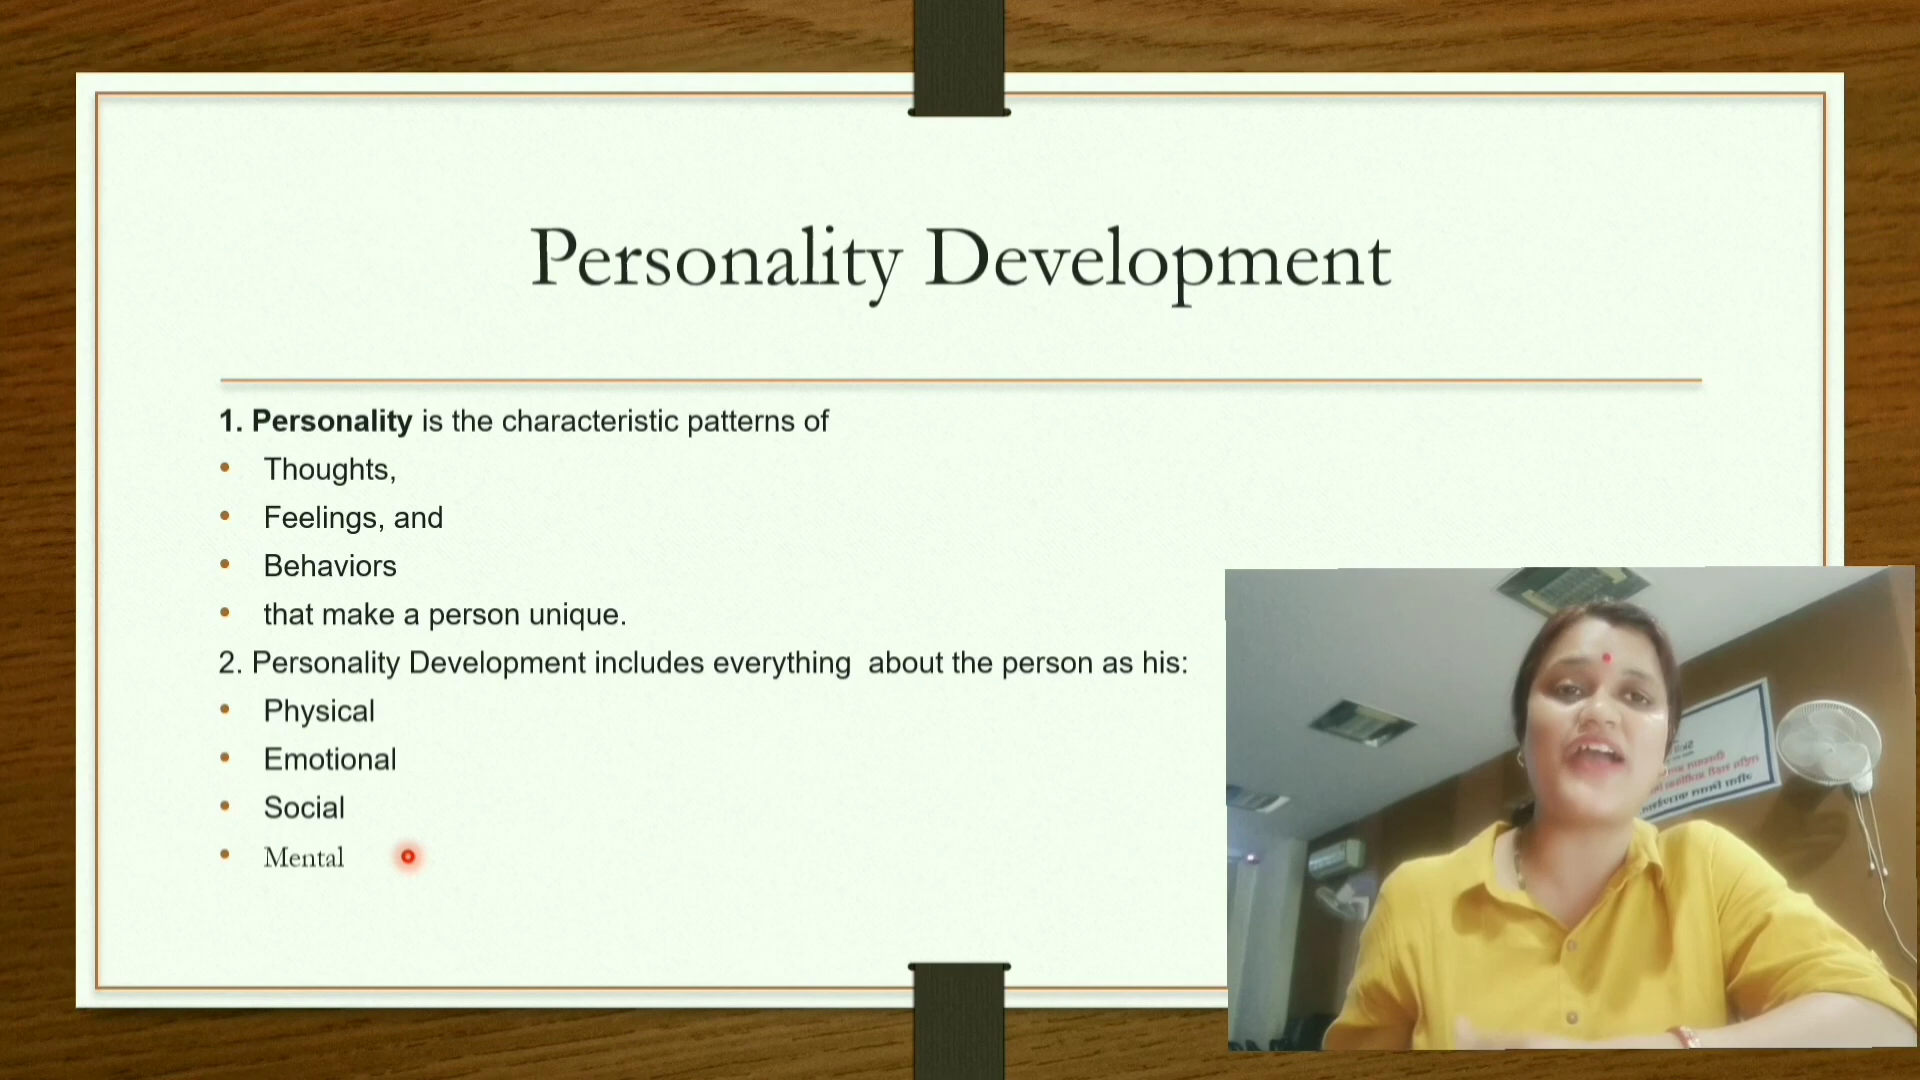 Personality Development
1. Personality is the characteristic patterns of
• Thoughts,
• Feelings, and
• Behaviors
• that make a person unique.
2. Personality Development includes everything  about the person as his:
• Physical
• Emotional
• Social
• Mental